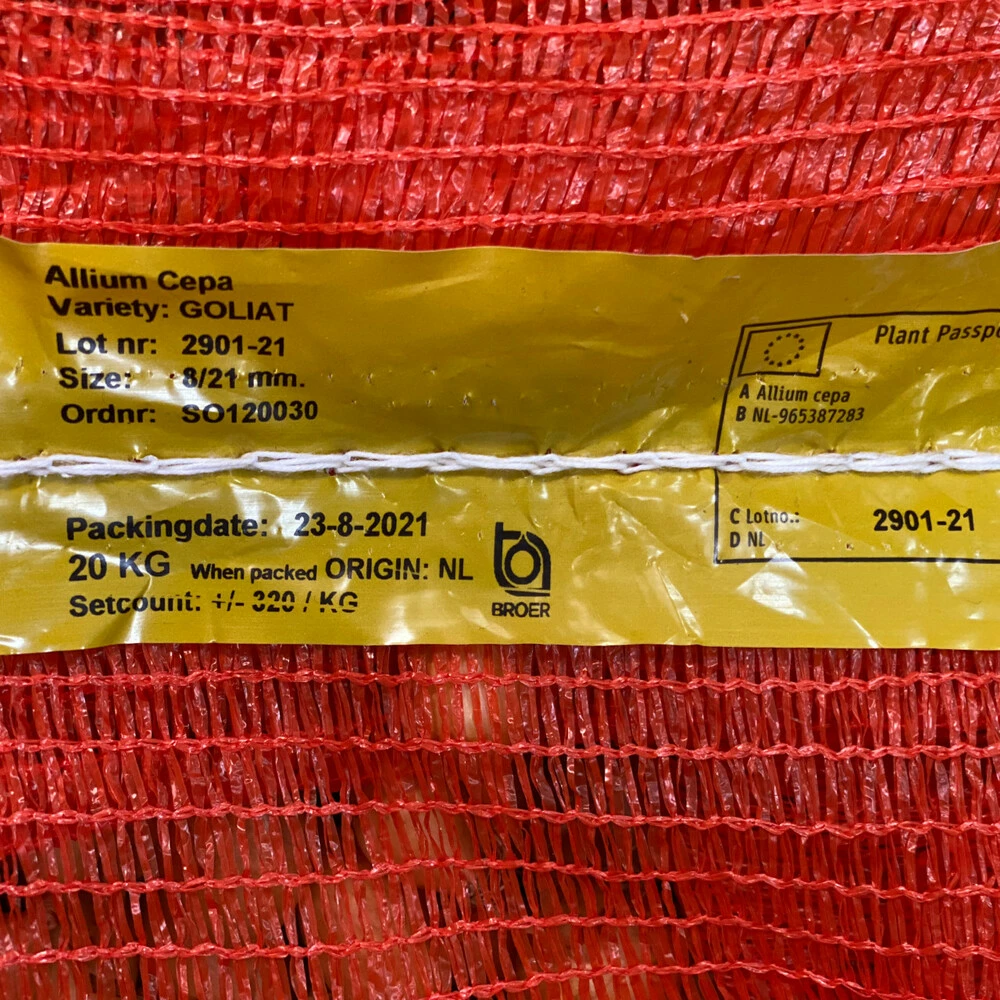 Allium Cepa
Variety: GOLIAT
Lot nr: 2901-21
Size: 8/21 mm.
Ordnr: SO120030
Packingdate: 23-8-2021
20 KG When packed ORIGIN: NL
Setcount: +/- 320 / KG
BROER
Plant
A Allium cepa
B NL-965387283
C Lotno.: 2901-21
D NL